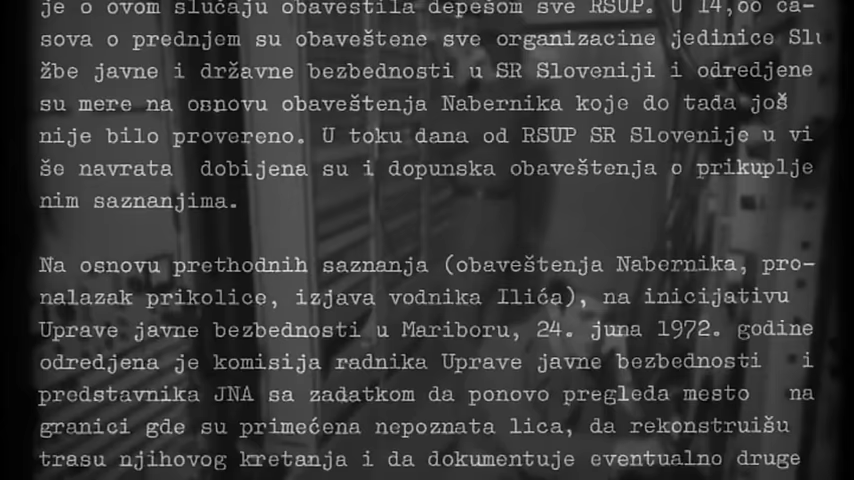 je o ovom slučaju obavestila depešom sve RSUP. U 14,oo ča-
sova o prednjem su obaveštene sve organizacine jedinice Slu
žbe javne i državne bezbednosti u SR Sloveniji i odredjene
su mere na osnovu obaveštenja Nabernika koje do tada još
nije bilo provereno. U toku dana od RSUP SR Slovenije u vi
še navrata dobijena su i dopunska obaveštenja o prikuplje
nim saznanjima.
Na osnovu prethodnih saznanja (obaveštenja Nabernika, pro-
nalazak prikolice, izjava vodnika Ilića), na inicijativu
Uprave javne bezbednosti u Mariboru, 24. juna 1972. godine
odredjena je komisija radnika Uprave javne bezbednosti i
predstavnika JNA sa zadatkom da ponovo pregleda mesto na
granici gde su primećena nepoznata lica, da rekonstruišu
trasu njihovog kretanja i da dokumentuje eventualno druge